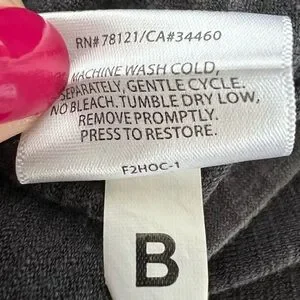 RN# 78121/CA#34460
MACHINE WASH COLD,
SEPARATELY, GENTLE CYCLE.
NO BLEACH. TUMBLE DRY LOW,
REMOVE PROMPTLY.
PRESS TO RESTORE.
F2HOC-1
B